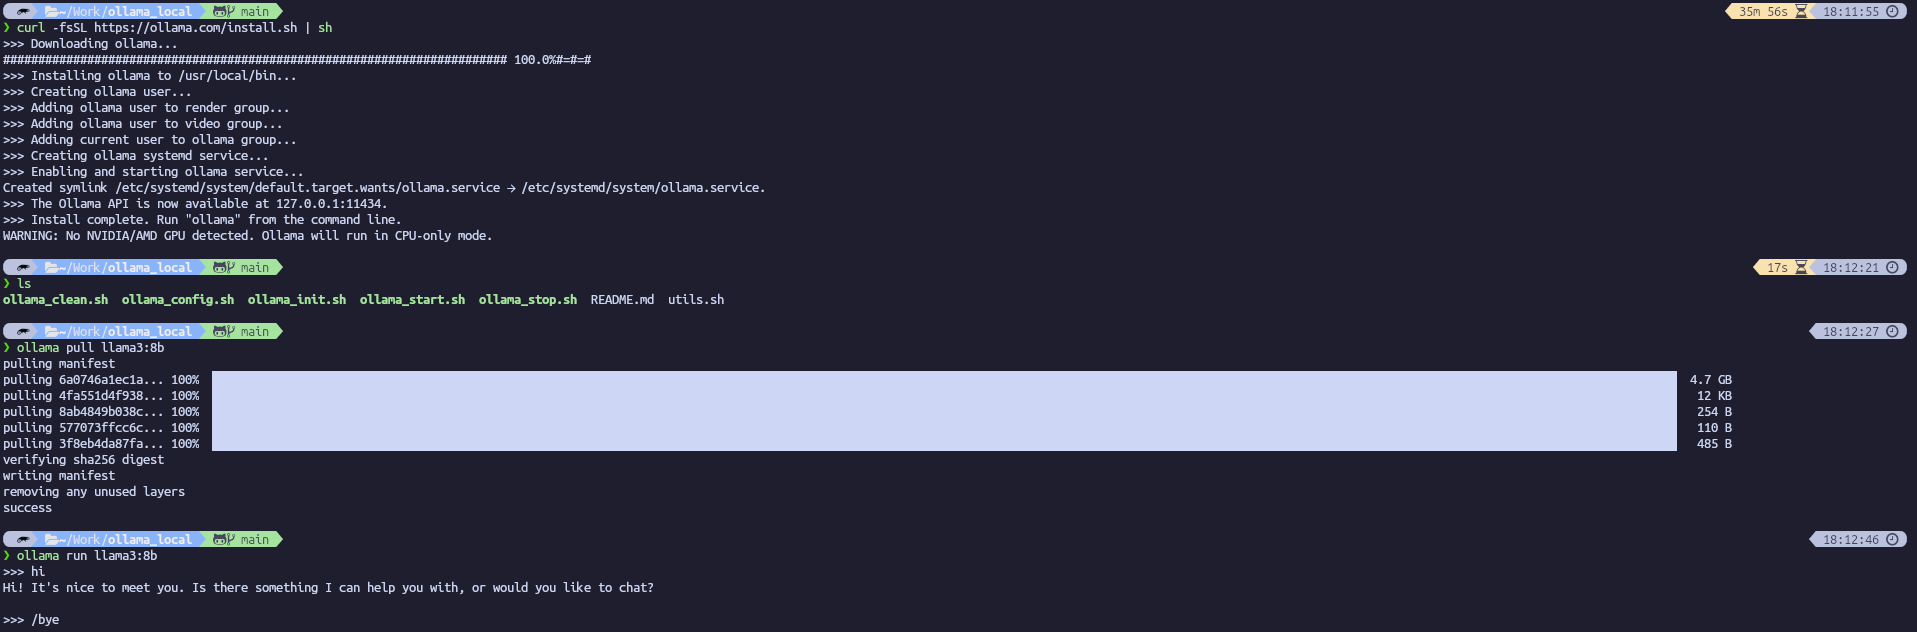 ~/Work/ollama_local main 35m 56s 18:11:55
❯ curl -fsSL https://ollama.com/install.sh | sh
>>> Downloading ollama...
######################################################################## 100.0%#=#=#
>>> Installing ollama to /usr/local/bin...
>>> Creating ollama user...
>>> Adding ollama user to render group...
>>> Adding ollama user to video group...
>>> Adding current user to ollama group...
>>> Creating ollama systemd service...
>>> Enabling and starting ollama service...
Created symlink /etc/systemd/system/default.target.wants/ollama.service → /etc/systemd/system/ollama.service.
>>> The Ollama API is now available at 127.0.0.1:11434.
>>> Install complete. Run "ollama" from the command line.
WARNING: No NVIDIA/AMD GPU detected. Ollama will run in CPU-only mode.
~/Work/ollama_local main 17s 18:12:21
❯ ls
ollama_clean.sh ollama_config.sh ollama_init.sh ollama_start.sh ollama_stop.sh README.md utils.sh
~/Work/ollama_local main 18:12:27
❯ ollama pull llama3:8b
pulling manifest
pulling 6a0746a1ec1a... 100% 4.7 GB
pulling 4fa551d4f938... 100% 12 KB
pulling 8ab4849b038c... 100% 254 B
pulling 577073ffcc6c... 100% 110 B
pulling 3f8eb4da87fa... 100% 485 B
verifying sha256 digest
writing manifest
removing any unused layers
success
~/Work/ollama_local main 18:12:46
❯ ollama run llama3:8b
>>> hi
Hi! It's nice to meet you. Is there something I can help you with, or would you like to chat?
>>> /bye